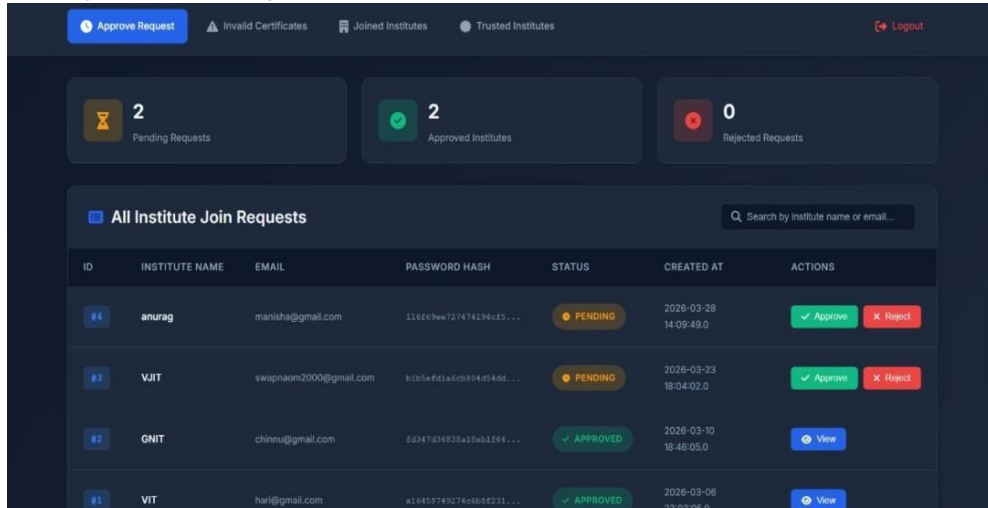 Approve Request
Invalid Certificates
Joined Institutes
Trusted Institutes
Logout
2
Pending Requests
2
Approved Institutes
0
Rejected Requests
All Institute Join Requests
Search by institute name or email...
ID INSTITUTE NAME EMAIL PASSWORD HASH STATUS CREATED AT ACTIONS
#4 anurag manisha@gmail.com PENDING 2026-03-28 Approve Reject
14:09:49.0
#3 VJIT swapnaom2000@gmail.com PENDING 2026-03-23 Approve Reject
18:04:02.0
#2 GNIT chinnu@gmail.com APPROVED 2026-03-10 View
18:46:05.0
#1 VIT hari@gmail.com APPROVED 2026-03-06 View